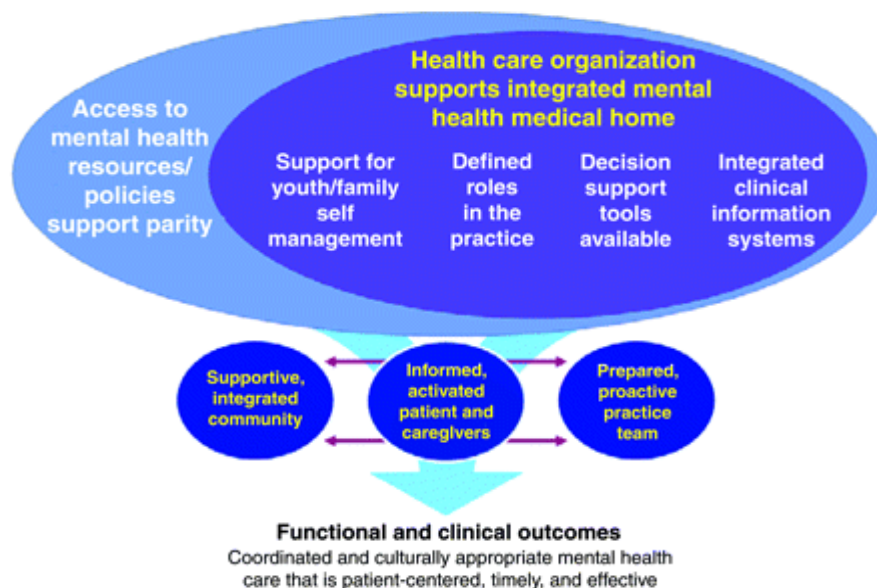 Health care organization
supports integrated mental
health medical home
Access to
mental health
resources/
policies
support parity
Support for
youth/family
self
management
Defined
roles
in the
practice
Decision
support
tools
available
Integrated
clinical
information
systems
Supportive,
integrated
community
Informed,
activated
patient and
caregivers
Prepared,
proactive
practice
team
Functional and clinical outcomes
Coordinated and culturally appropriate mental health
care that is patient-centered, timely, and effective